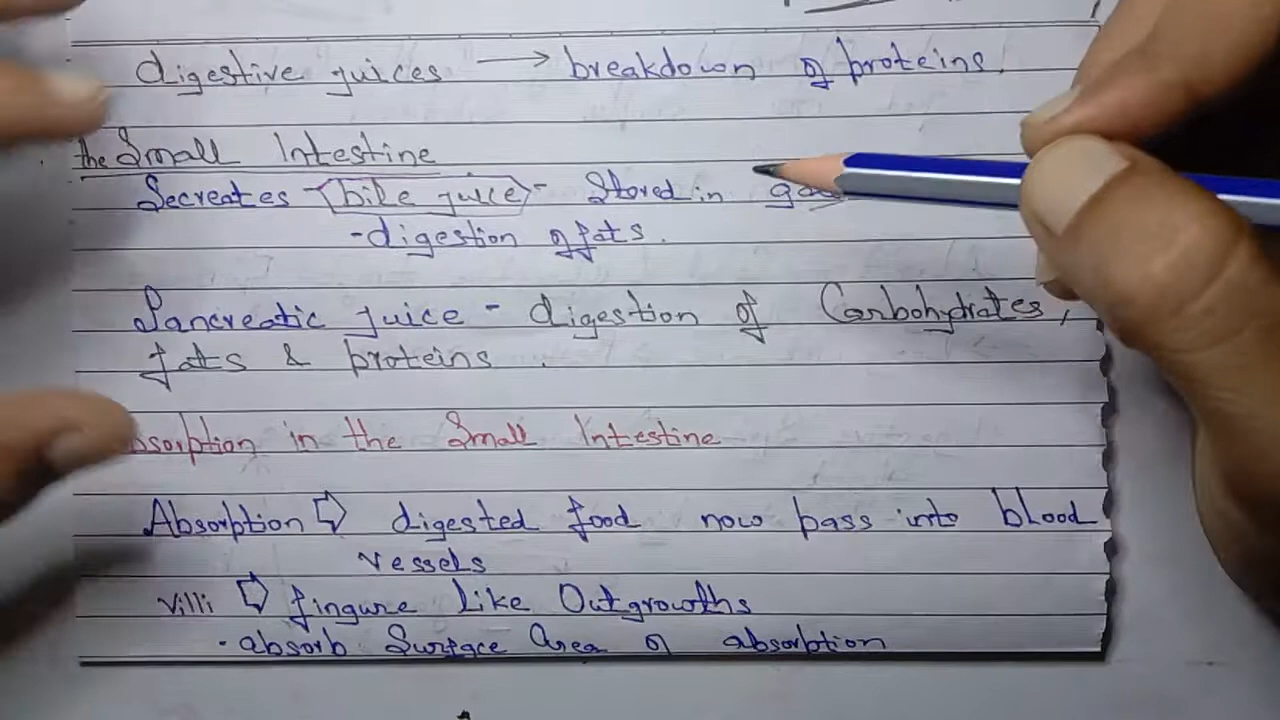 digestive juices → breakdown of proteins.
the Small Intestine
Secreates - bile juice - Stored in
- digestion of fats.
Pancreatic juice - digestion of Carbohydrates,
fats & proteins.
bsorption in the Small Intestine
Absorption ⇨ digested food now pass into blood
vessels
Villi ⇨ fingure like Outgrowths
- absorb Surface Area of absorption